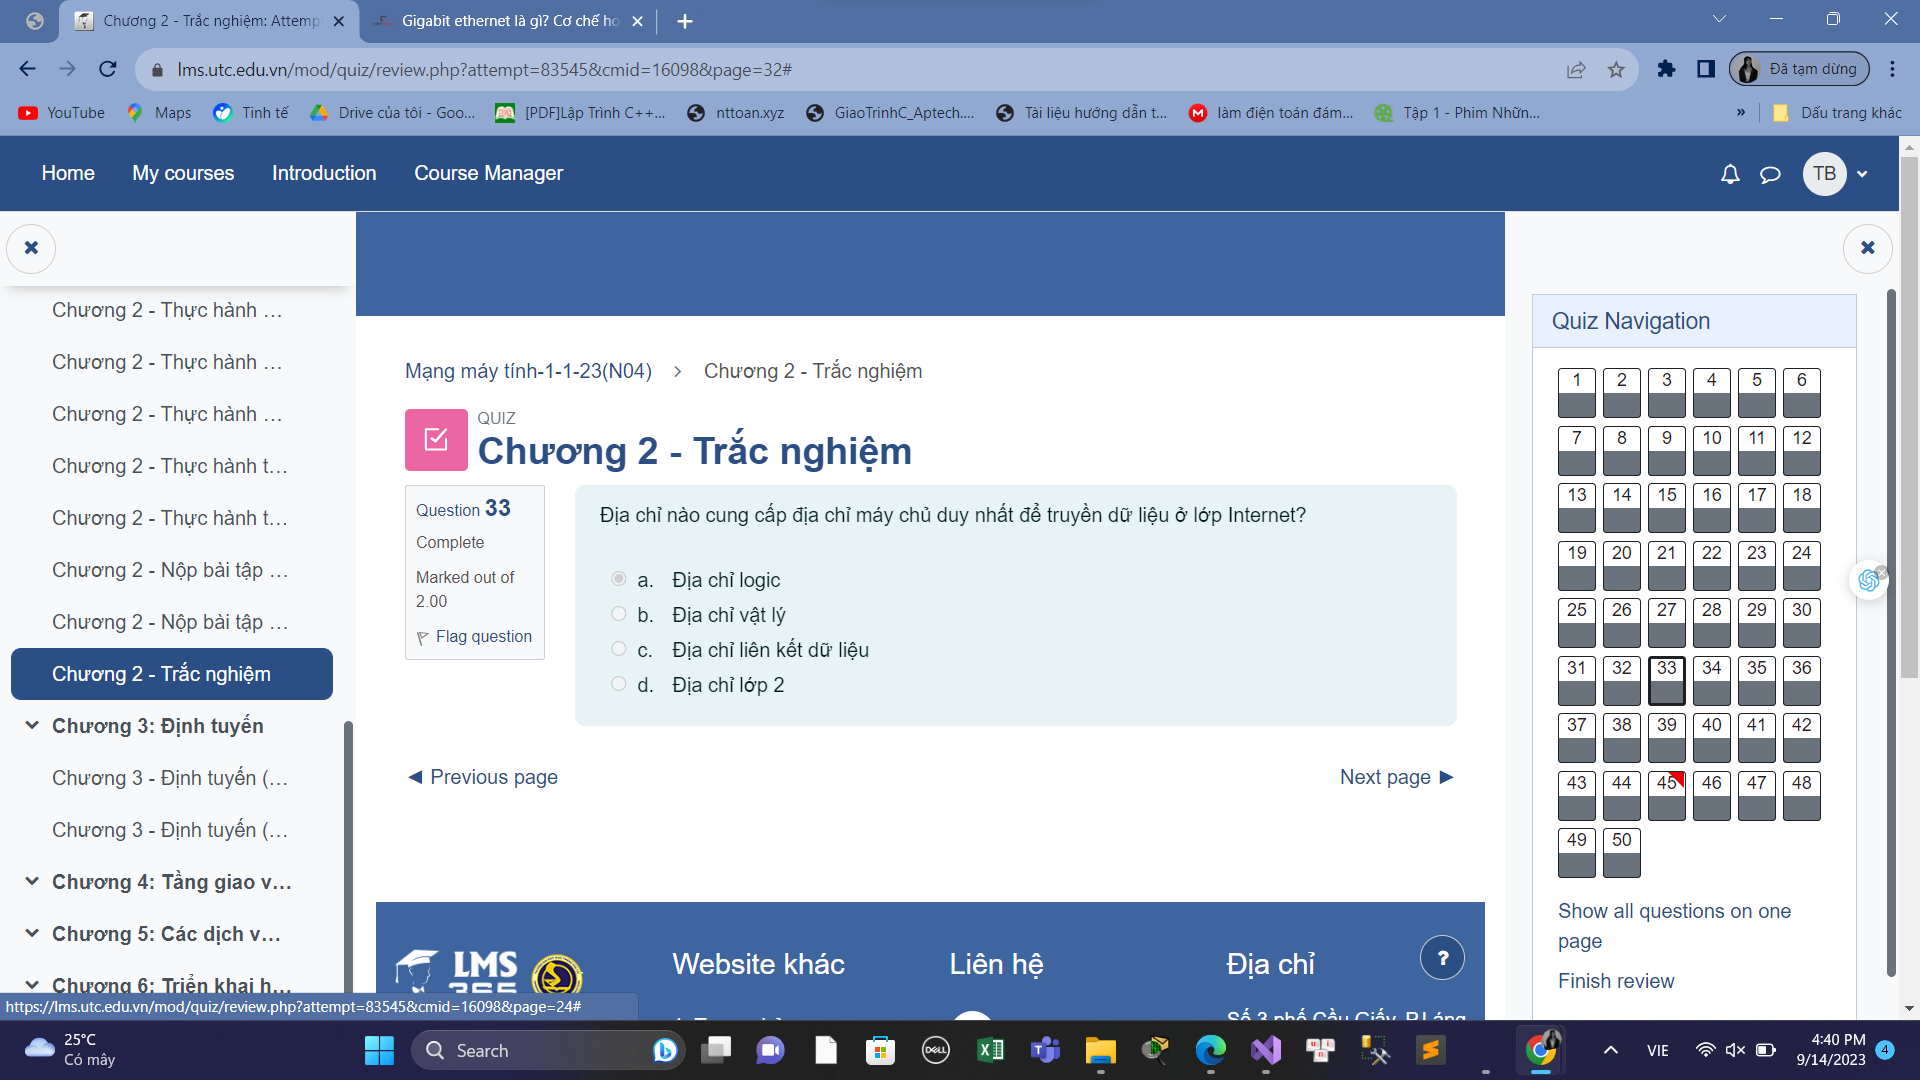 Chương 2 - Trắc nghiệm: Attemp
Gigabit ethernet là gì? Cơ chế ho
lms.utc.edu.vn/mod/quiz/review.php?attempt=83545&cmid=16098&page=32#
Đã tạm dừng
YouTube
Maps
Tinh tế
Drive của tôi - Goo...
[PDF]Lập Trình C++...
nttoan.xyz
GiaoTrinhC_Aptech....
Tài liệu hướng dẫn t...
làm điện toán đám...
Tập 1 - Phim Nhữn...
»
Dấu trang khác
Home
My courses
Introduction
Course Manager
TB
Chương 2 - Thực hành ...
Chương 2 - Thực hành ...
Chương 2 - Thực hành ...
Chương 2 - Thực hành t...
Chương 2 - Thực hành t...
Chương 2 - Nộp bài tập ...
Chương 2 - Nộp bài tập ...
Chương 2 - Trắc nghiệm
Chương 3: Định tuyến
Chương 3 - Định tuyến (...
Chương 3 - Định tuyến (...
Chương 4: Tầng giao v...
Chương 5: Các dịch v...
Chương 6: Triển khai h...
https://lms.utc.edu.vn/mod/quiz/review.php?attempt=83545&cmid=16098&page=24#
Mạng máy tính-1-1-23(N04)
Chương 2 - Trắc nghiệm
QUIZ
Chương 2 - Trắc nghiệm
Question 33
Complete
Marked out of
2.00
Flag question
Địa chỉ nào cung cấp địa chỉ máy chủ duy nhất để truyền dữ liệu ở lớp Internet?
a. Địa chỉ logic
b. Địa chỉ vật lý
c. Địa chỉ liên kết dữ liệu
d. Địa chỉ lớp 2
◄ Previous page
Next page ►
LMS
365
Website khác
Liên hệ
Địa chỉ
Số 3 phố Cầu Giấy, P.Láng
?
Quiz Navigation
1 2 3 4 5 6
7 8 9 10 11 12
13 14 15 16 17 18
19 20 21 22 23 24
25 26 27 28 29 30
31 32 33 34 35 36
37 38 39 40 41 42
43 44 45 46 47 48
49 50
Show all questions on one
page
Finish review
25°C
Có mây
Search
DELL
VIE
4:40 PM
9/14/2023
4